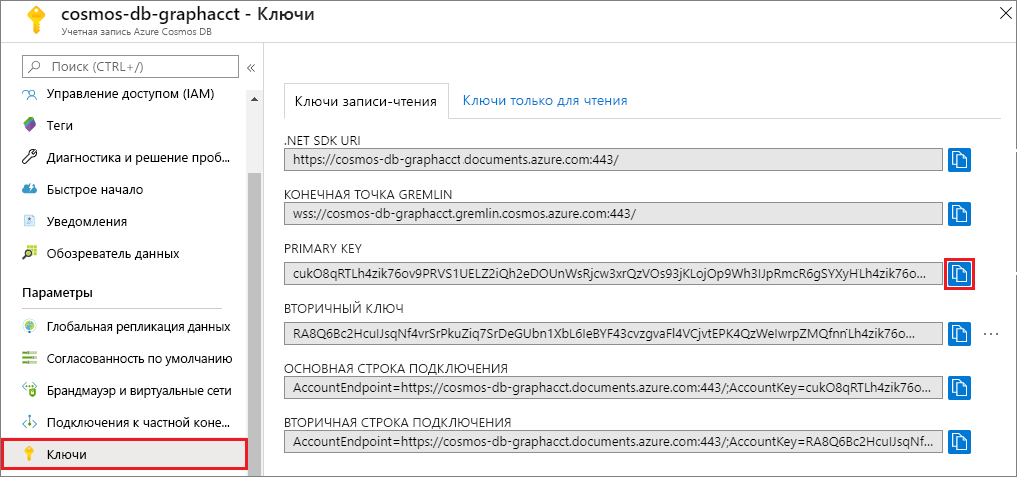 cosmos-db-graphacct - Ключи
Учетная запись Azure Cosmos DB
Поиск (CTRL+/)
Управление доступом (IAM)
Теги
Диагностика и решение проб...
Быстрое начало
Уведомления
Обозреватель данных
Параметры
Глобальная репликация данных
Согласованность по умолчанию
Брандмауэр и виртуальные сети
Подключения к частной коне...
Ключи
Ключи записи-чтения
Ключи только для чтения
.NET SDK URI
https://cosmos-db-graphacct.documents.azure.com:443/
КОНЕЧНАЯ ТОЧКА GREMLIN
wss://cosmos-db-graphacct.gremlin.cosmos.azure.com:443/
PRIMARY KEY
cukO8qRTLh4zik76ov9PRVS1UELZ2iQh2eDOUnWsRjcw3xrQzVOs93jKLojOp9Wh3IJpRmcR6gSYXyHLh4zik76o...
ВТОРИЧНЫЙ КЛЮЧ
RA8Q6Bc2HcuIJsqNf4vrSrPkuZiq7SrDeGUbn1XbL6IeBYF43cvzgvaFl4VCjvtEPK4QzWeIwrpZMQfnnLh4zik76o...
ОСНОВНАЯ СТРОКА ПОДКЛЮЧЕНИЯ
AccountEndpoint=https://cosmos-db-graphacct.documents.azure.com:443/;AccountKey=cukO8qRTLh4zik76o...
ВТОРИЧНАЯ СТРОКА ПОДКЛЮЧЕНИЯ
AccountEndpoint=https://cosmos-db-graphacct.documents.azure.com:443/;AccountKey=RA8Q6Bc2HcuIJsqNf...